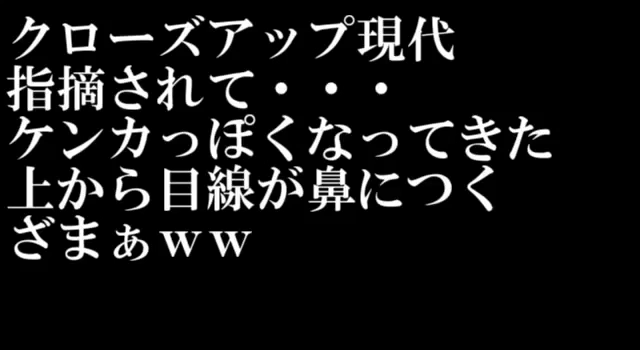 クローズアップ現代
指摘されて・・・
ケンカっぽくなってきた
上から目線が鼻につく
ざまぁｗｗ